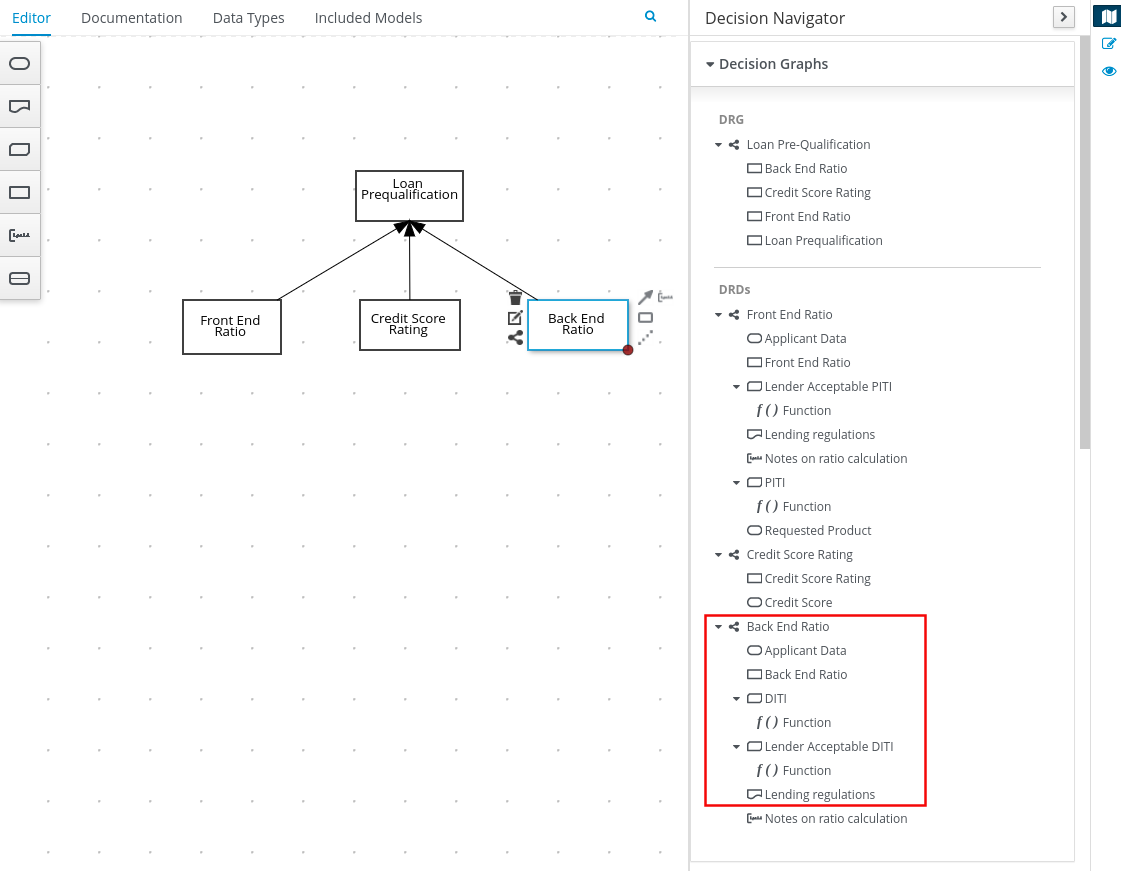 Editor
Documentation
Data Types
Included Models
Loan
Prequalification
Front End
Ratio
Credit Score
Rating
Back End
Ratio
Decision Navigator
Decision Graphs
DRG
Loan Pre-Qualification
Back End Ratio
Credit Score Rating
Front End Ratio
Loan Prequalification
DRDs
Front End Ratio
Applicant Data
Front End Ratio
Lender Acceptable PITI
f ( ) Function
Lending regulations
Notes on ratio calculation
PITI
f ( ) Function
Requested Product
Credit Score Rating
Credit Score Rating
Credit Score
Back End Ratio
Applicant Data
Back End Ratio
DITI
f ( ) Function
Lender Acceptable DITI
f ( ) Function
Lending regulations
Notes on ratio calculation